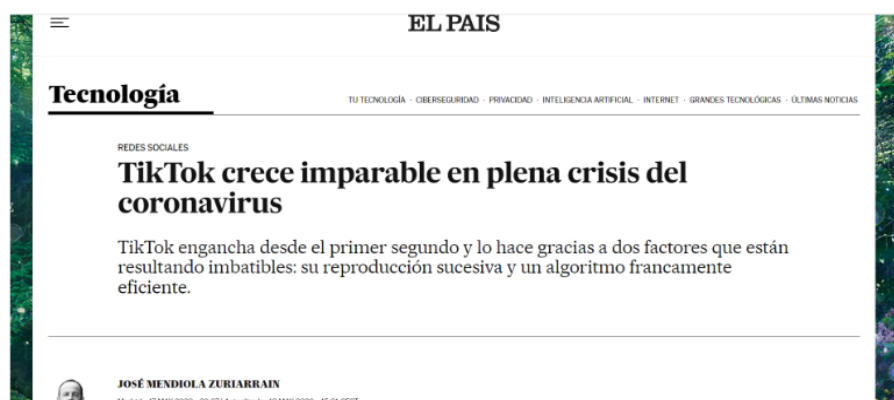 EL PAIS
Tecnología
TU TECNOLOGÍA · CIBERSEGURIDAD · PRIVACIDAD · INTELIGENCIA ARTIFICIAL · INTERNET · GRANDES TECNOLÓGICAS · ÚLTIMAS NOTICIAS
REDES SOCIALES
TikTok crece imparable en plena crisis del
coronavirus
TikTok engancha desde el primer segundo y lo hace gracias a dos factores que están
resultando imbatibles: su reproducción sucesiva y un algoritmo francamente
eficiente.
JOSÉ MENDIOLA ZURIARRAIN